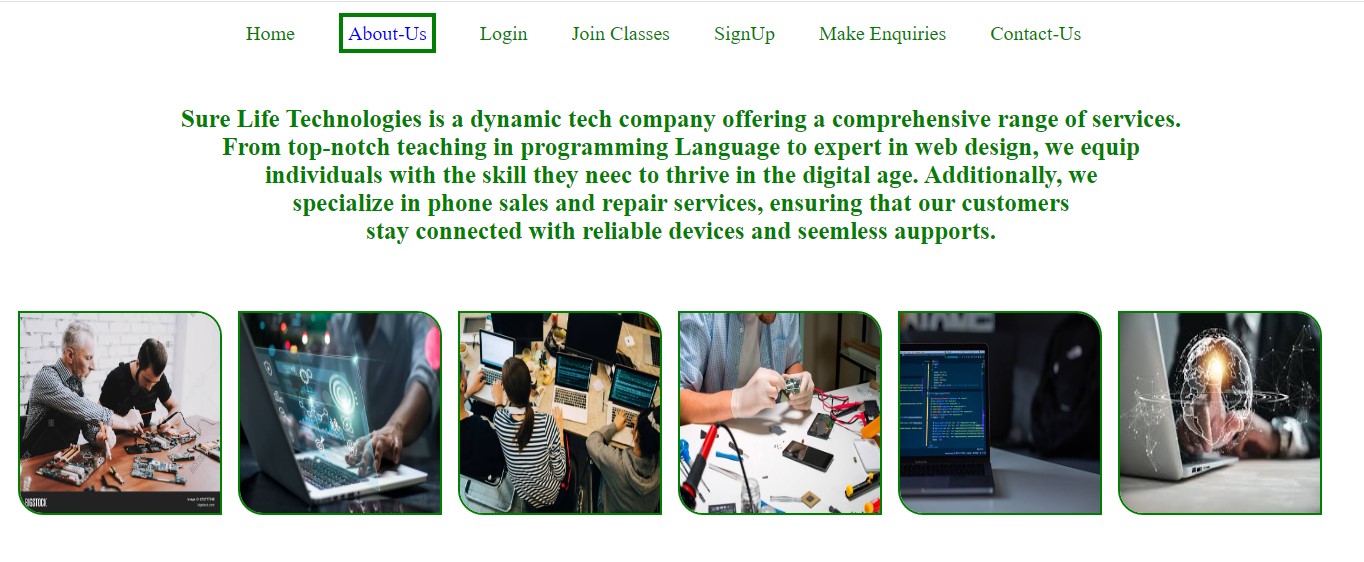 Home About-Us Login Join Classes SignUp Make Enquiries Contact-Us
Sure Life Technologies is a dynamic tech company offering a comprehensive range of services.
From top-notch teaching in programming Language to expert in web design, we equip
individuals with the skill they neec to thrive in the digital age. Additionally, we
specialize in phone sales and repair services, ensuring that our customers
stay connected with reliable devices and seemless aupports.
BIGSTOCK